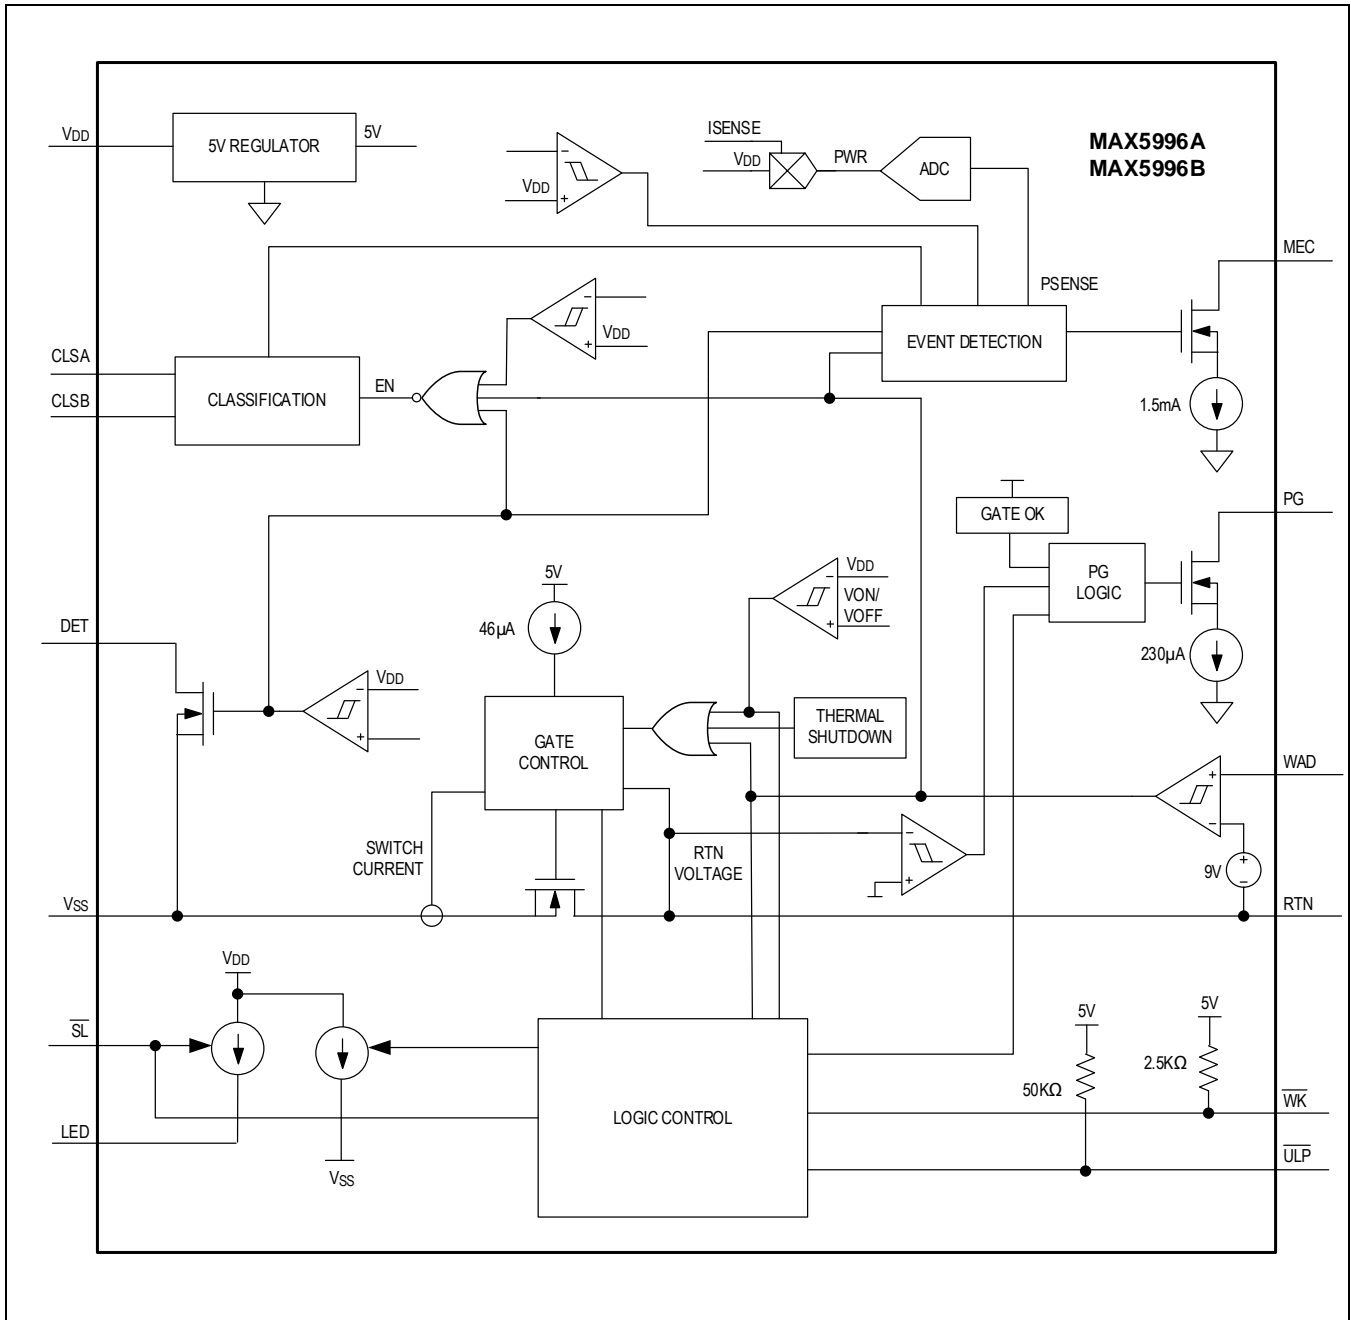 MAX5996A
MAX5996B
VDD
5V REGULATOR
5V
-
VDD
+
ISENSE
VDD
PWR
ADC
MEC
PSENSE
EVENT DETECTION
1.5mA
-
VDD
+
CLSA
CLSB
CLASSIFICATION
EN
PG
GATE OK
PG
LOGIC
230µA
5V
46µA
-
VDD
VON/
VOFF
+
DET
VDD
-
+
GATE
CONTROL
THERMAL
SHUTDOWN
WAD
+
-
SWITCH
CURRENT
RTN
VOLTAGE
-
+
9V
+
-
VSS
RTN
VDD
SL
5V
5V
2.5KΩ
50KΩ
WK
LOGIC CONTROL
LED
VSS
ULP